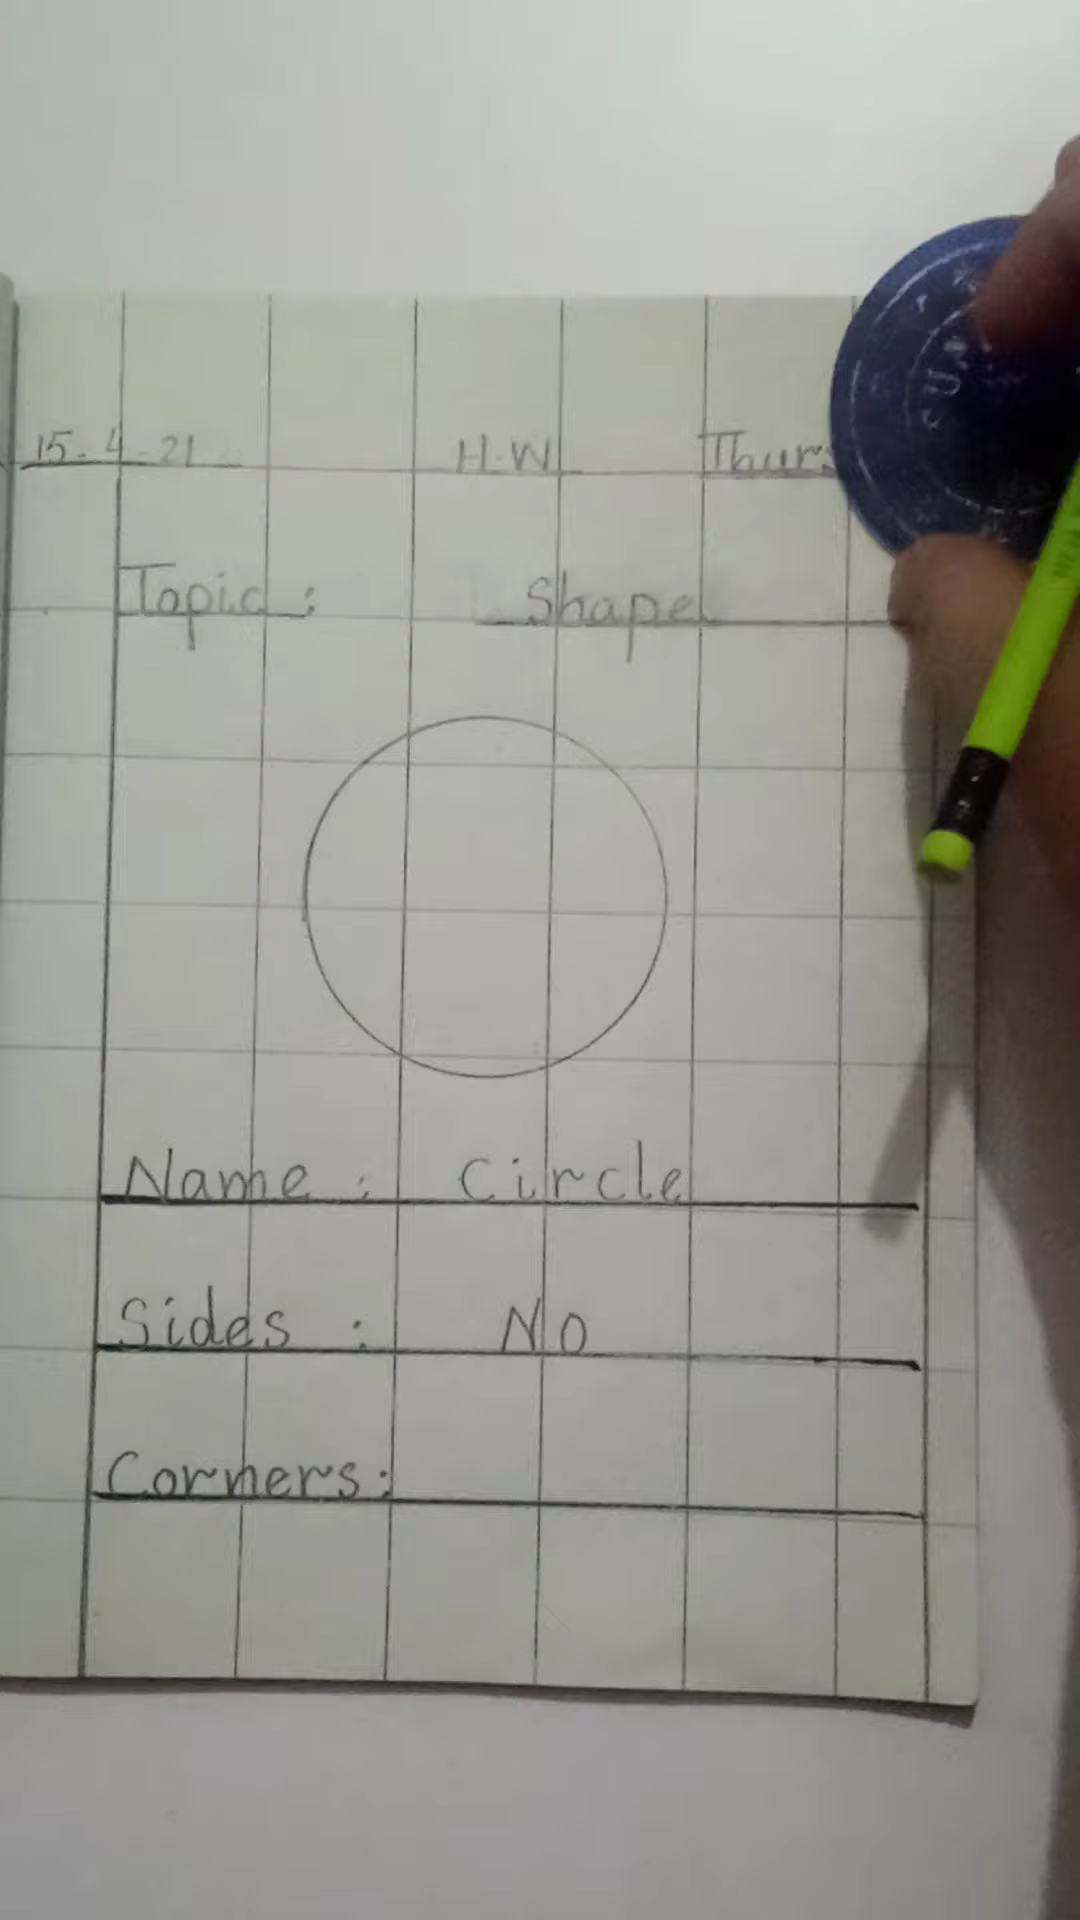 15-4-21 H.W Thurs
Topic: Shape
Name: Circle
Sides: No
Corners: